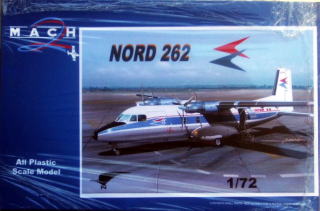 MACH 2
NORD 262
All Plastic
Scale Model
1/72